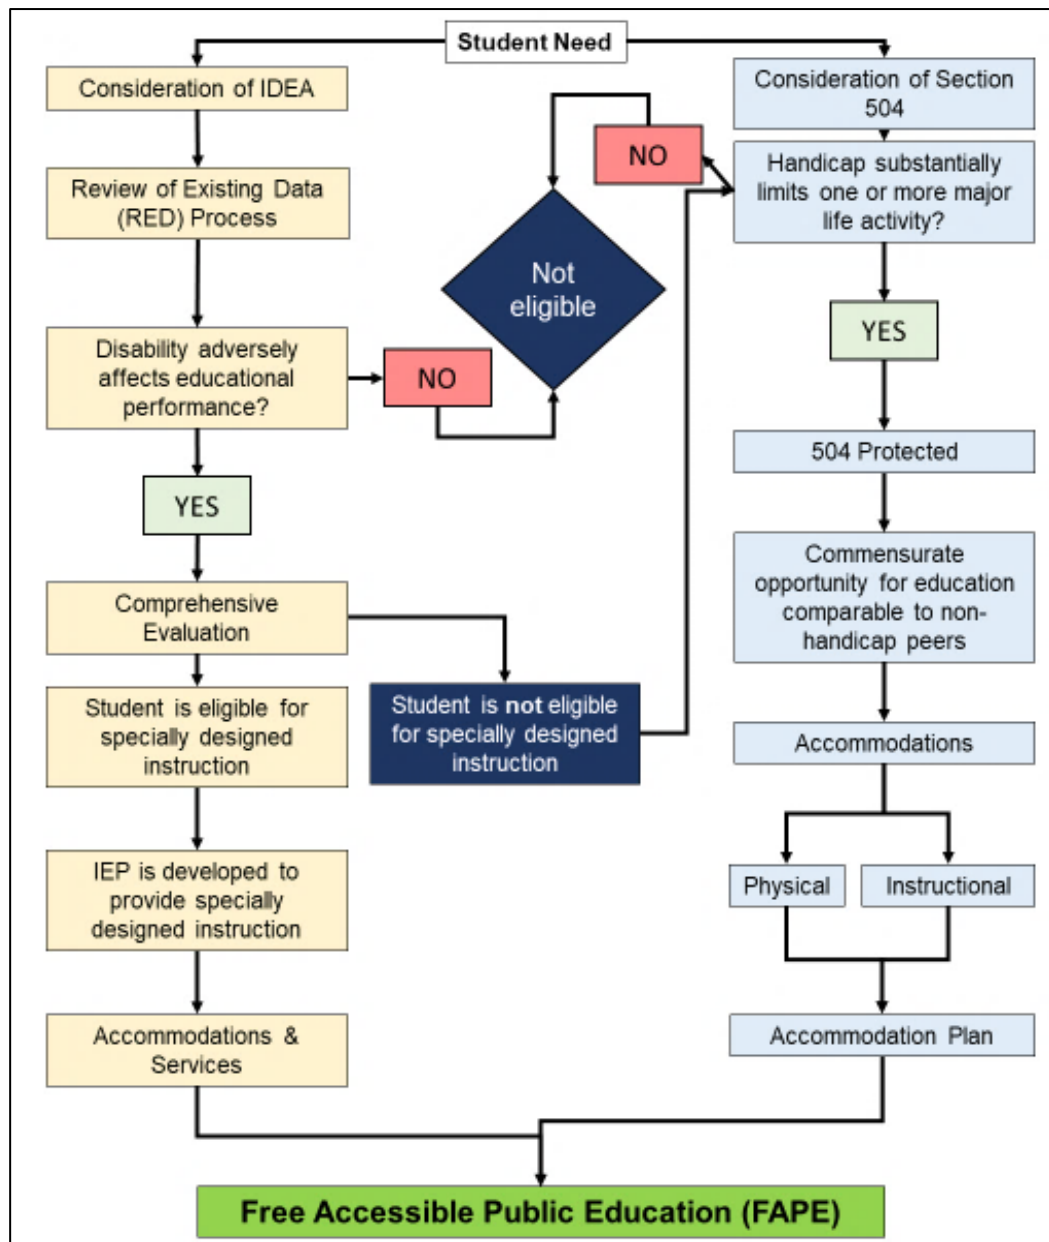 Student Need
Consideration of IDEA
Review of Existing Data
(RED) Process
Disability adversely
affects educational
performance?
NO
YES
Comprehensive
Evaluation
Student is eligible for
specially designed
instruction
Student is not eligible
for specially designed
instruction
IEP is developed to
provide specially
designed instruction
Accommodations &
Services
Not
eligible
Consideration of Section
504
Handicap substantially
limits one or more major
life activity?
NO
YES
504 Protected
Commensurate
opportunity for education
comparable to non-
handicap peers
Accommodations
Physical
Instructional
Accommodation Plan
Free Accessible Public Education (FAPE)